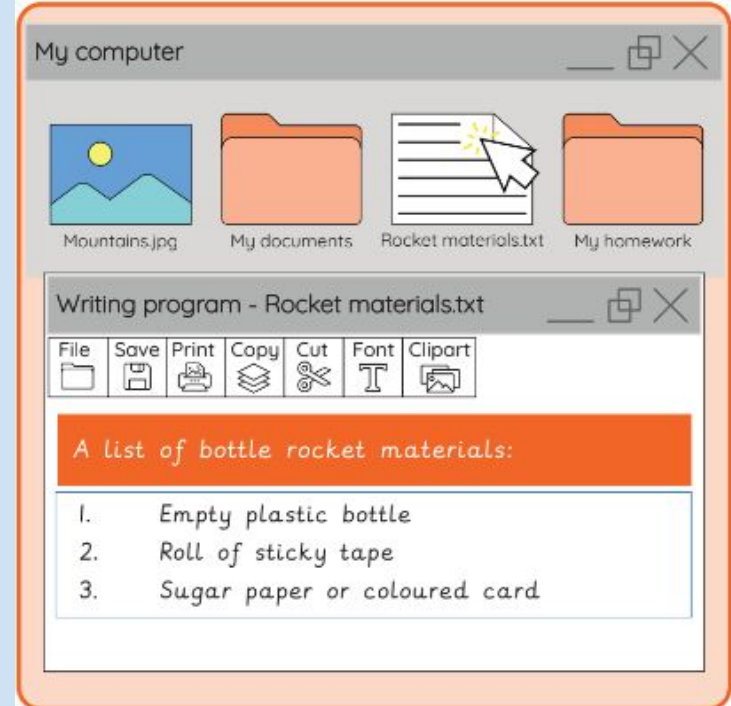 My computer
Mountains.jpg My documents Rocket materials.txt My homework
Writing program - Rocket materials.txt
File Save Print Copy Cut Font Clipart
A list of bottle rocket materials:
1. Empty plastic bottle
2. Roll of sticky tape
3. Sugar paper or coloured card